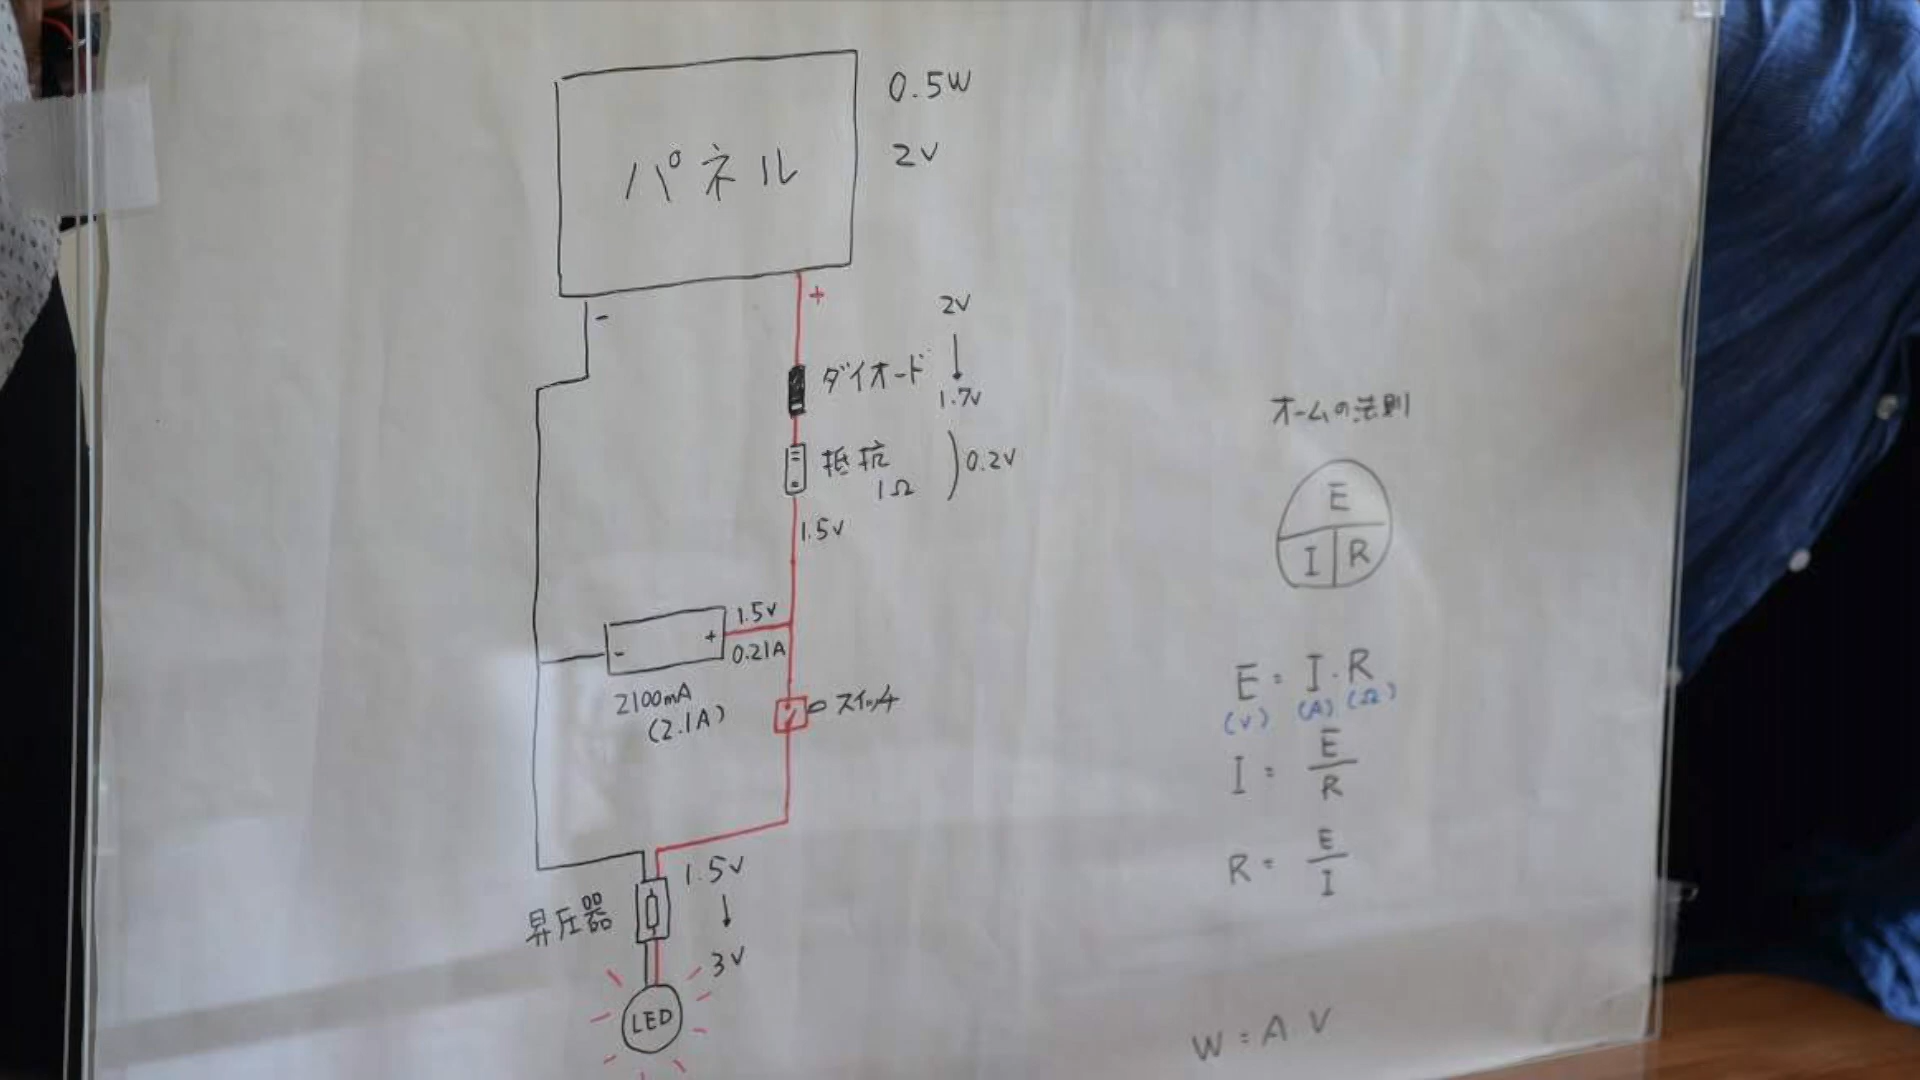 パネル
0.5W
2V
-
+
ダイオード
2V
↓
1.7V
抵抗
1Ω
)0.2V
1.5V
1.5V
0.21A
- +
2100mA
(2.1A)
スイッチ
昇圧器
1.5V
↓
3V
LED
オームの法則
E
I R
E = I・R
(V) (A) (Ω)
I = E/R
R = E/I
W = A V